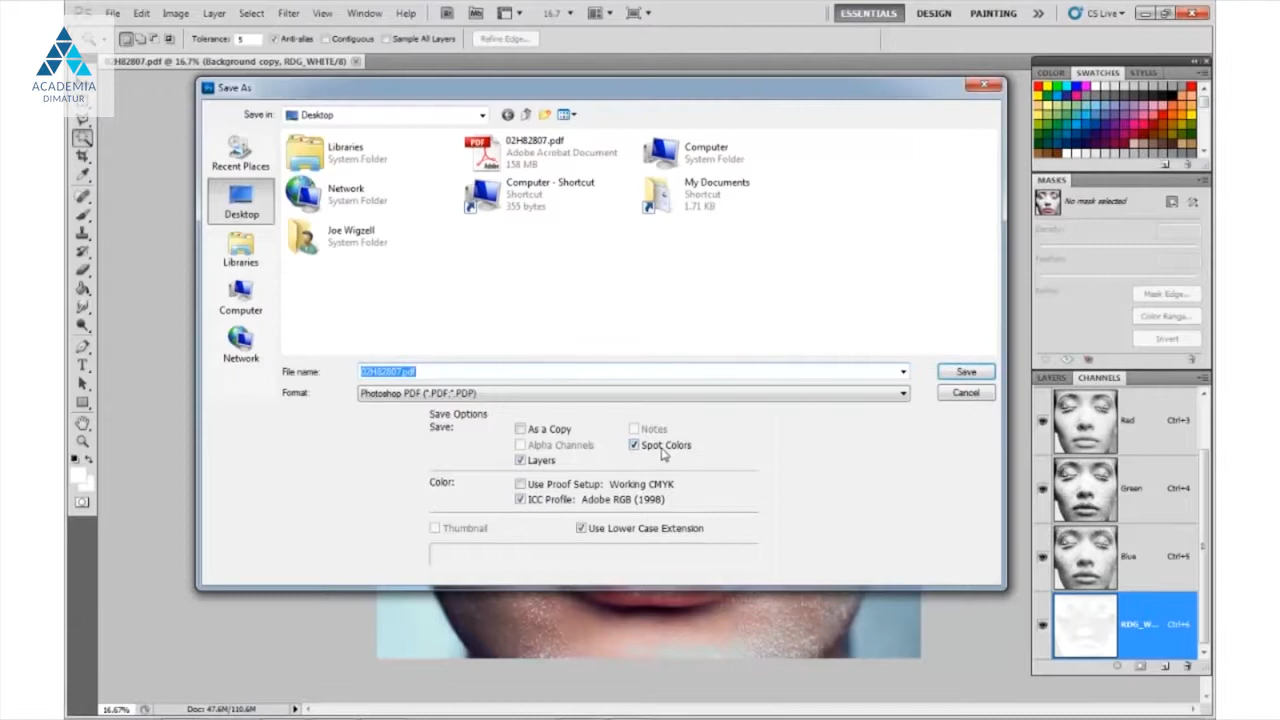 File Edit Image Layer Select Filter View Window Help
16.7
ESSENTIALS DESIGN PAINTING
CS Live
ACADEMIA
DIMATUR
Tolerance: 5 Anti-alias Contiguous Sample All Layers Refine Edge...
02H82807.pdf @ 16.7% (Background copy, RDG_WHITE/8)
Save As
Save in: Desktop
Recent Places
Desktop
Libraries
Computer
Network
Libraries
System Folder
02H82807.pdf
Adobe Acrobat Document
158 MB
Computer
System Folder
Network
System Folder
Computer - Shortcut
Shortcut
355 bytes
My Documents
Shortcut
1.71 KB
Joe Wigzell
System Folder
File name: 02H82807.pdf
Save
Format: Photoshop PDF (*.PDF;*.PDP)
Cancel
Save Options
Save: As a Copy Notes
Alpha Channels Spot Colors
Layers
Color: Use Proof Setup: Working CMYK
ICC Profile: Adobe RGB (1998)
Thumbnail Use Lower Case Extension
COLOR SWATCHES STYLES
MASKS
No mask selected
Density:
Feather:
Mask Edge...
Color Range...
Invert
LAYERS CHANNELS
Red Ctrl+3
Green Ctrl+4
Blue Ctrl+5
RDG_W... Ctrl+6
16.67% Doc: 47.6M/110.6M